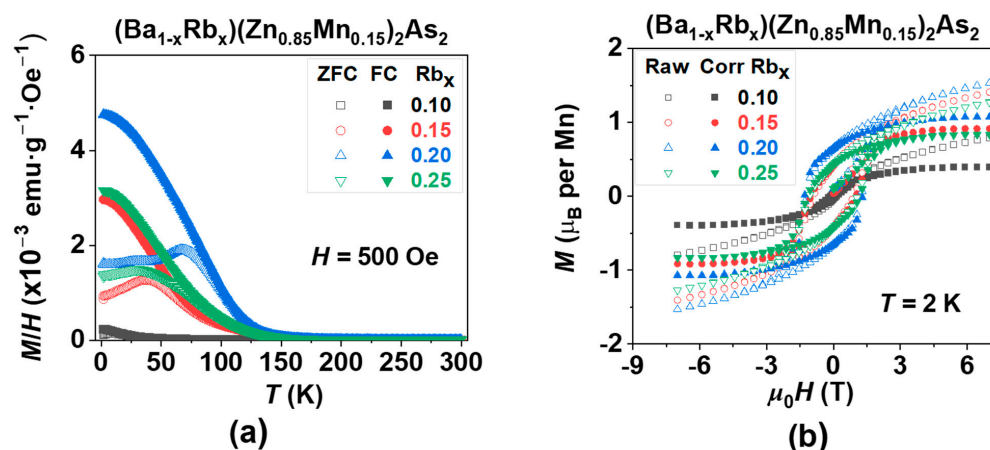 (Ba₁₋ₓRbₓ)(Zn₀.₈₅Mn₀.₁₅)₂As₂
ZFC FC Rbₓ
0.10
0.15
0.20
0.25
H = 500 Oe
M/H (x10⁻³ emu·g⁻¹·Oe⁻¹)
6
4
2
0
0 50 100 150 200 250 300
T (K)
(a)
(Ba₁₋ₓRbₓ)(Zn₀.₈₅Mn₀.₁₅)₂As₂
Raw Corr Rbₓ
0.10
0.15
0.20
0.25
T = 2 K
M (μB per Mn)
2
1
0
-1
-2
-9 -6 -3 0 3 6
μ₀H (T)
(b)